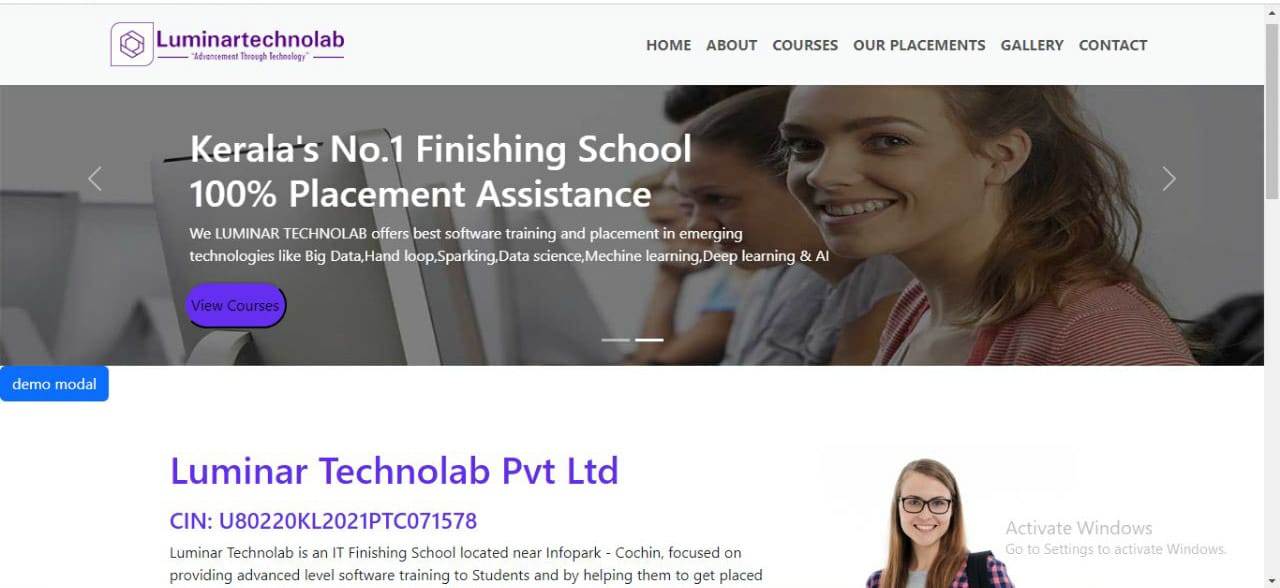 Luminartechnolab
"Advancement Through Technology"
HOME ABOUT COURSES OUR PLACEMENTS GALLERY CONTACT
Kerala's No.1 Finishing School
100% Placement Assistance
We LUMINAR TECHNOLAB offers best software training and placement in emerging
technologies like Big Data,Hand loop,Sparking,Data science,Mechine learning,Deep learning & AI
View Courses
demo modal
Luminar Technolab Pvt Ltd
CIN: U80220KL2021PTC071578
Luminar Technolab is an IT Finishing School located near Infopark - Cochin, focused on
providing advanced level software training to Students and by helping them to get placed
Activate Windows
Go to Settings to activate Windows.